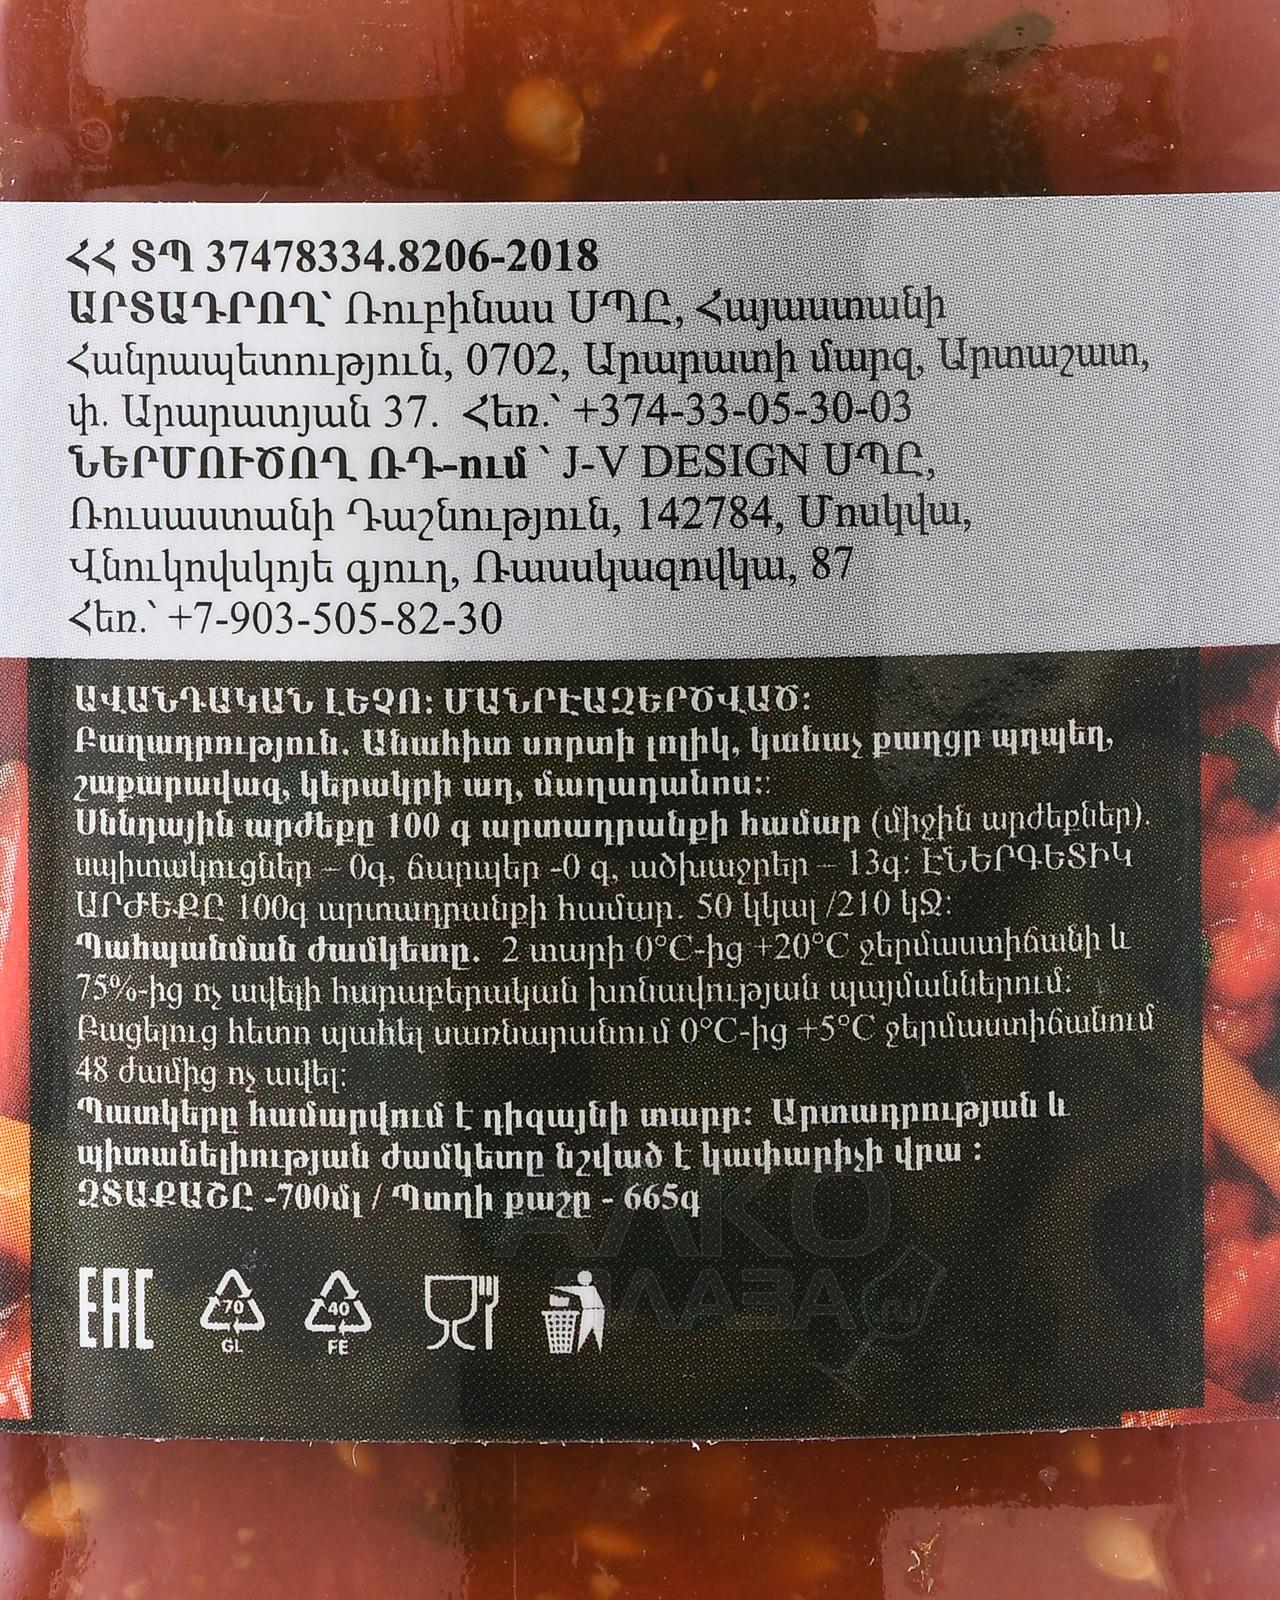 ՀՀ ՏՊ 37478334.8206-2018
ԱՐՏԱԴՐՈՂ՝ Ռուբինաս ՍՊԸ, Հայաստանի
Հանրապետություն, 0702, Արարատի մարզ, Արտաշատ,
փ. Արարատյան 37. Հեռ.՝ +374-33-05-30-03
ՆԵՐՄՈՒԾՈՂ ՌԴ-ում ՝ J-V DESIGN ՍՊԸ,
Ռուսաստանի Դաշնություն, 142784, Մոսկվա,
Վնուկովսկոյե գյուղ, Ռասսկազովկա, 87
Հեռ.՝ +7-903-505-82-30
ԱՎԱՆԴԱԿԱՆ ԼԵՉՈ: ՄԱՆՐԷԱԶԵՐԾՎԱԾ:
Բաղադրություն. Անահիտ սորտի լոլիկ, կանաչ քաղցր պղպեղ,
շաքարավազ, կերակրի աղ, մաղադանոս::
Սննդային արժեքը 100 գ արտադրանքի համար (միջին արժեքներ).
սպիտակուցներ – 0գ, ճարպեր -0 գ, ածխաջրեր – 13գ: ԷՆԵՐԳԵՏԻԿ
ԱՐԺԵՔԸ 100գ արտադրանքի համար. 50 կկալ /210 կՋ:
Պահպանման ժամկետը. 2 տարի 0°C-ից +20°C ջերմաստիճանի և
75%-ից ոչ ավելի հարաբերական խոնավության պայմաններում:
Բացելուց հետո պահել սառնարանում 0°C-ից +5°C ջերմաստիճանում
48 ժամից ոչ ավել:
Պատկերը համարվում է դիզայնի տարր: Արտադրության և
պիտանելիության ժամկետը նշված է կափարիչի վրա :
ԶՏԱՔԱՇԸ -700մլ / Պտղի քաշը - 665գ
EAC 70 40
GL FE
АЛКО
ПЛАЗА ru